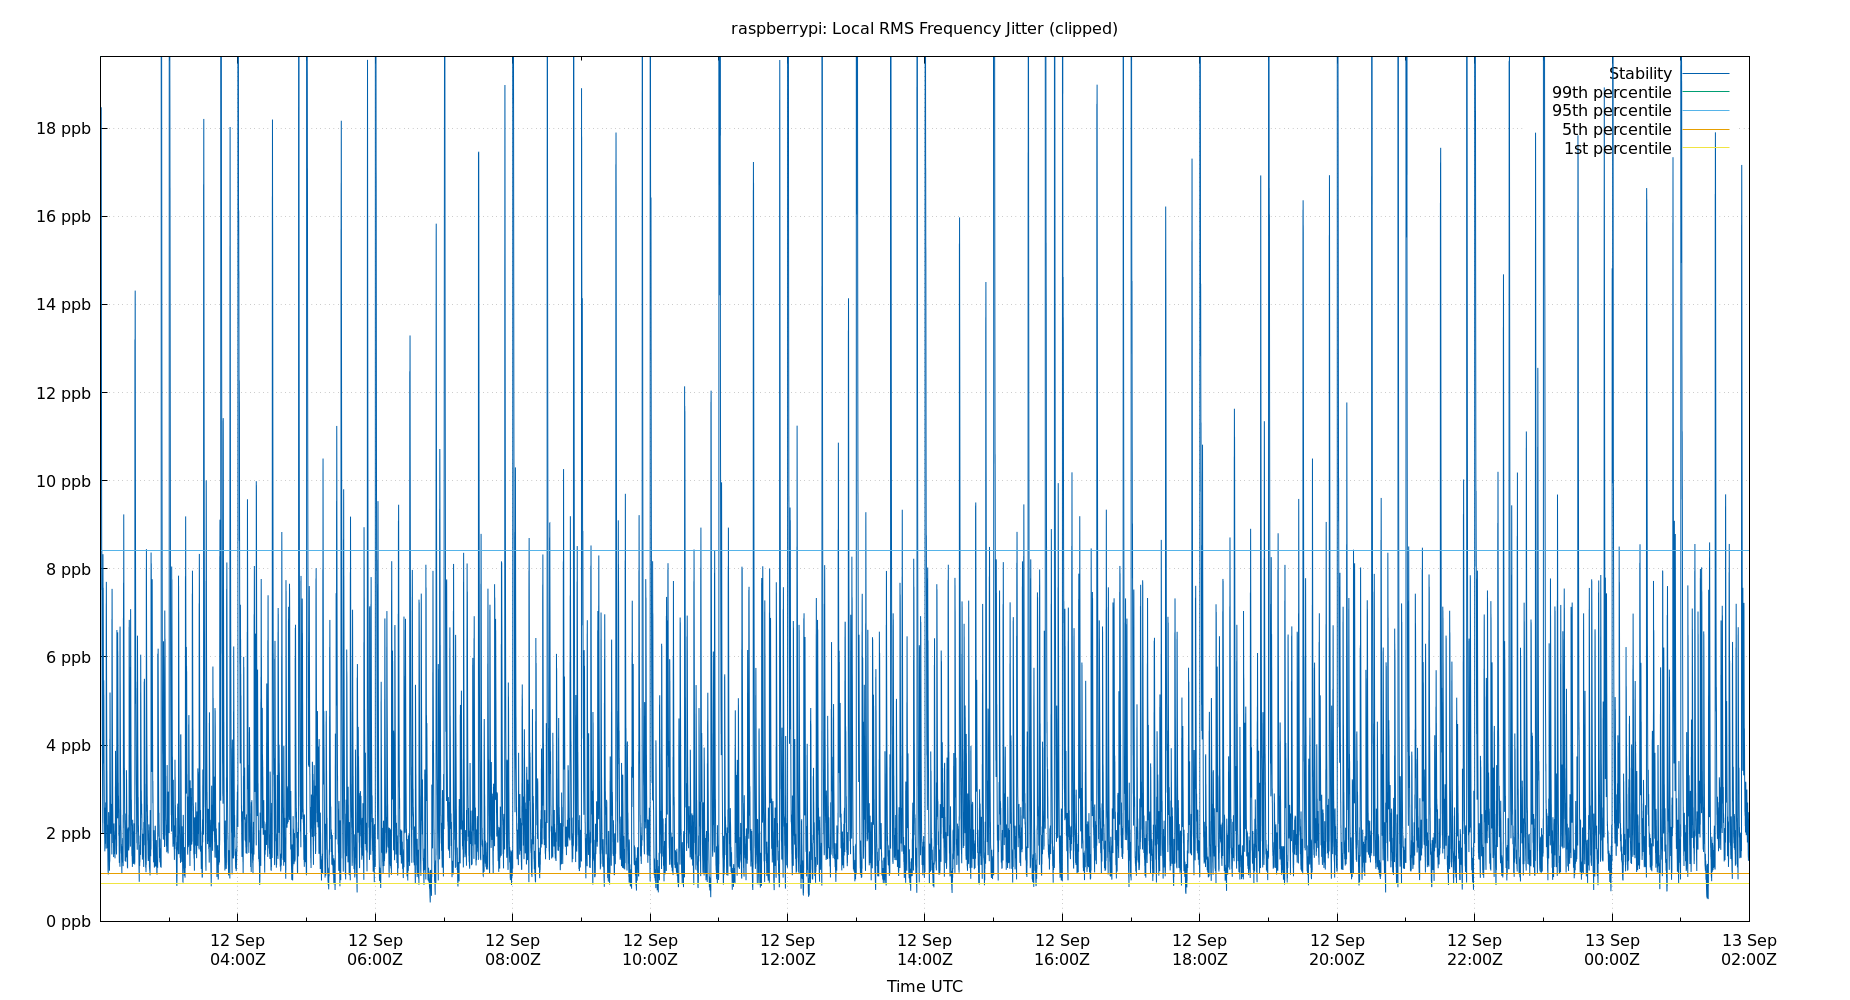 raspberrypi: Local RMS Frequency Jitter (clipped)
Stability
99th percentile
95th percentile
5th percentile
1st percentile
18 ppb
16 ppb
14 ppb
12 ppb
10 ppb
8 ppb
6 ppb
4 ppb
2 ppb
0 ppb
12 Sep 12 Sep 12 Sep 12 Sep 12 Sep 12 Sep 12 Sep 12 Sep 12 Sep 12 Sep 13 Sep 13 Sep
04:00Z 06:00Z 08:00Z 10:00Z 12:00Z 14:00Z 16:00Z 18:00Z 20:00Z 22:00Z 00:00Z 02:00Z
Time UTC